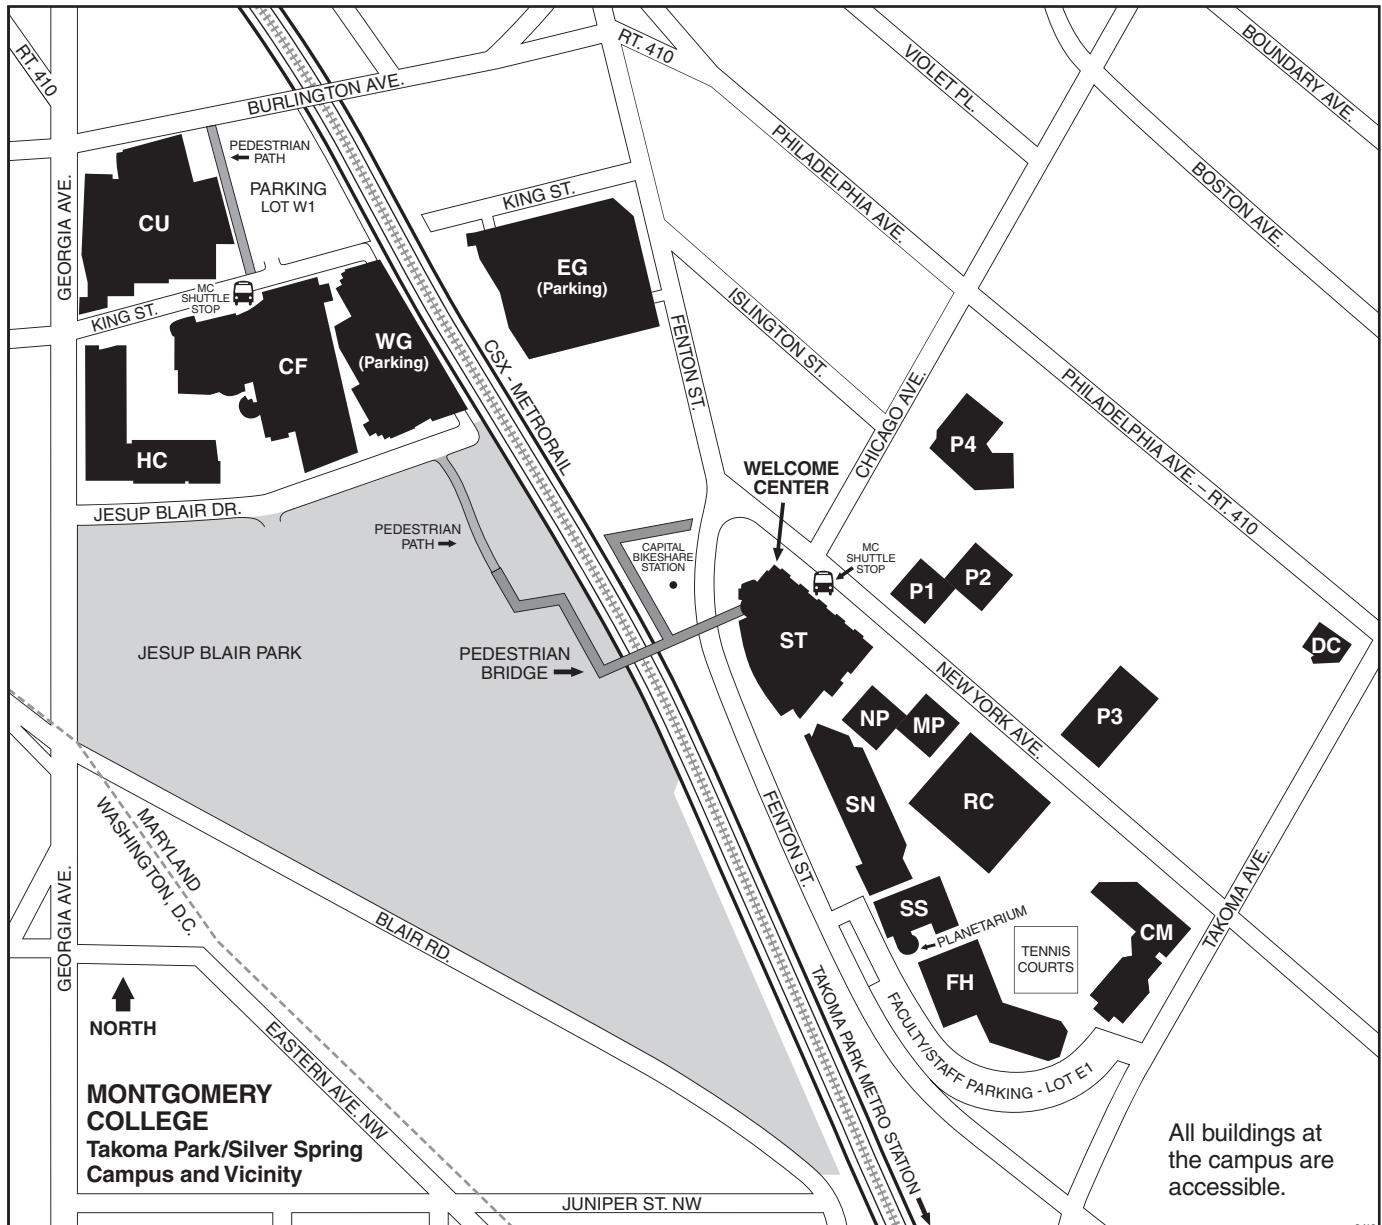 RT. 410
BURLINGTON AVE.
RT. 410
VIOLET PL.
BOUNDARY AVE.
PEDESTRIAN
PATH
PARKING
LOT W1
PHILADELPHIA AVE.
BOSTON AVE.
GEORGIA AVE.
CU
KING ST.
EG
(Parking)
MC
SHUTTLE
STOP
KING ST.
ISLINGTON ST.
FENTON ST.
WG
(Parking)
CF
CSX - METRORAIL
CHICAGO AVE.
PHILADELPHIA AVE. – RT. 410
P4
HC
WELCOME
CENTER
JESUP BLAIR DR.
PEDESTRIAN
PATH
CAPITAL
BIKESHARE
STATION
MC
SHUTTLE
STOP
P1
P2
ST
DC
JESUP BLAIR PARK
PEDESTRIAN
BRIDGE
NEW YORK AVE.
NP
MP
P3
SN
RC
MARYLAND
WASHINGTON, D.C.
FENTON ST.
TAKOMA AVE.
GEORGIA AVE.
BLAIR RD.
SS
PLANETARIUM
TENNIS
COURTS
CM
FH
TAKOMA PARK METRO STATION
FACULTY/STAFF PARKING - LOT E1
NORTH
EASTERN AVE. NW
MONTGOMERY
COLLEGE
Takoma Park/Silver Spring
Campus and Vicinity
All buildings at
the campus are
accessible.
JUNIPER ST. NW